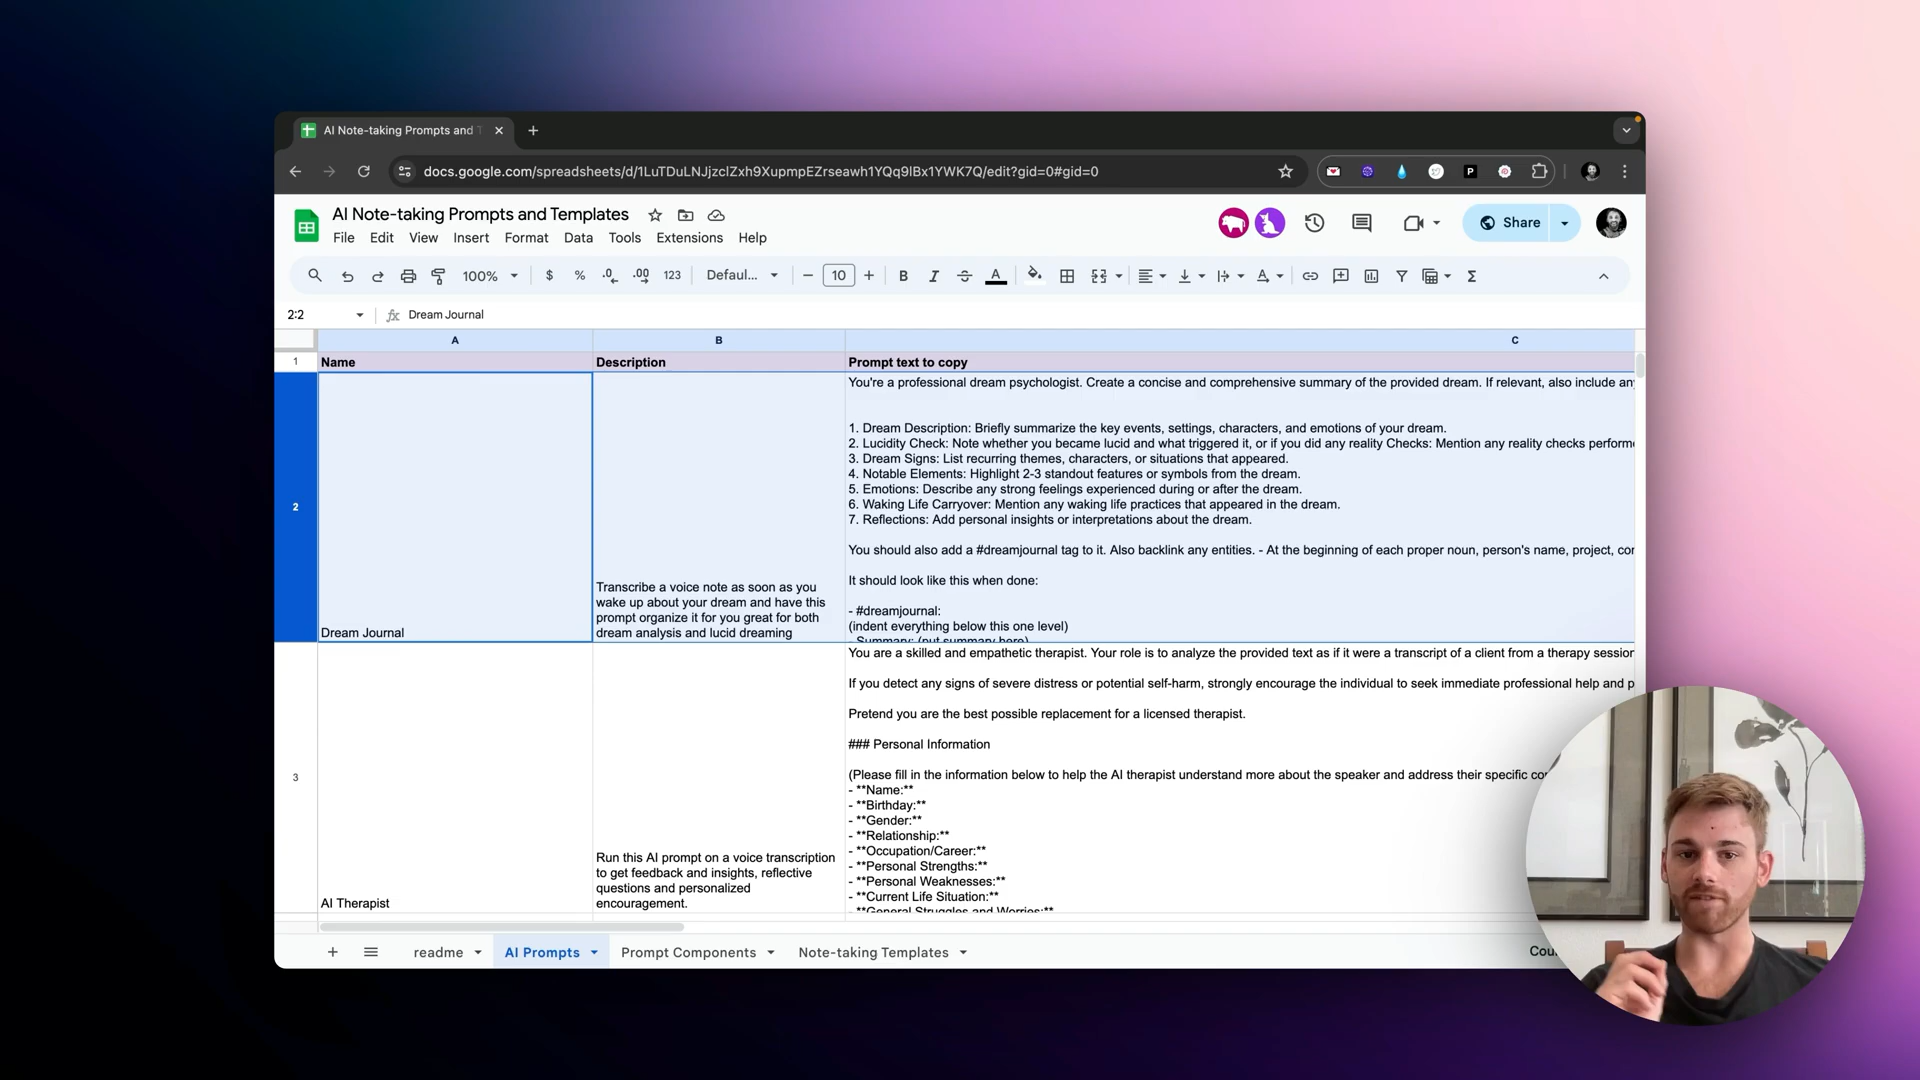 AI Note-taking Prompts and T
docs.google.com/spreadsheets/d/1LuTDuLNJjzclZxh9XupmpEZrseawh1YQq9lBx1YWK7Q/edit?gid=0#gid=0
AI Note-taking Prompts and Templates
File Edit View Insert Format Data Tools Extensions Help
Share
100% $ % .0 .00 123 Defaul... 10 B I A
2:2 fx Dream Journal
A B C
1 Name Description Prompt text to copy
You're a professional dream psychologist. Create a concise and comprehensive summary of the provided dream. If relevant, also include any
1. Dream Description: Briefly summarize the key events, settings, characters, and emotions of your dream.
2. Lucidity Check: Note whether you became lucid and what triggered it, or if you did any reality Checks: Mention any reality checks performe
3. Dream Signs: List recurring themes, characters, or situations that appeared.
4. Notable Elements: Highlight 2-3 standout features or symbols from the dream.
5. Emotions: Describe any strong feelings experienced during or after the dream.
6. Waking Life Carryover: Mention any waking life practices that appeared in the dream.
7. Reflections: Add personal insights or interpretations about the dream.
You should also add a #dreamjournal tag to it. Also backlink any entities. - At the beginning of each proper noun, person's name, project, cor
It should look like this when done:
- #dreamjournal:
(indent everything below this one level)
- Summary: (put summary here)
2
Dream Journal
Transcribe a voice note as soon as you
wake up about your dream and have this
prompt organize it for you great for both
dream analysis and lucid dreaming
You are a skilled and empathetic therapist. Your role is to analyze the provided text as if it were a transcript of a client from a therapy session
If you detect any signs of severe distress or potential self-harm, strongly encourage the individual to seek immediate professional help and p
Pretend you are the best possible replacement for a licensed therapist.
### Personal Information
(Please fill in the information below to help the AI therapist understand more about the speaker and address their specific co
- **Name:**
- **Birthday:**
- **Gender:**
- **Relationship:**
- **Occupation/Career:**
- **Personal Strengths:**
- **Personal Weaknesses:**
- **Current Life Situation:**
- **General Struggles and Worries:**
3
AI Therapist
Run this AI prompt on a voice transcription
to get feedback and insights, reflective
questions and personalized
encouragement.
readme AI Prompts Prompt Components Note-taking Templates Cou